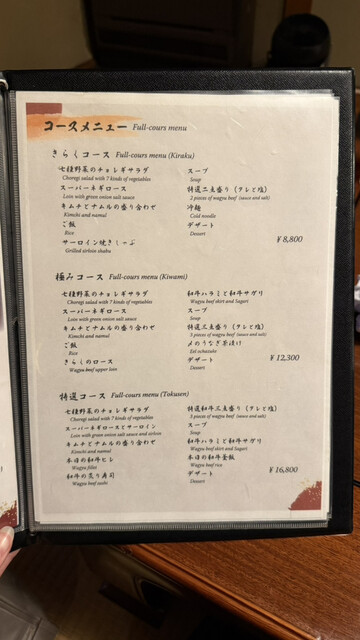 コースメニュー Full-cours menu
きらくコース Full-cours menu (Kiraku)
七種野菜のチョレギサラダ
Choregi salad with 7 kinds of vegetables
スーパーネギロース
Loin with green onion salt sauce
キムチとナムルの盛り合わせ
Kimchi and namul
ご飯
Rice
サーロイン焼きしゃぶ
Grilled sirloin shabu
スープ
Soup
特選二点盛り(タレと塩)
2 pieces of wagyu beef (sauce and salt)
冷麺
Cold noodle
デザート
Dessert
¥8,800
極みコース Full-cours menu (Kiwami)
七種野菜のチョレギサラダ
Choregi salad with 7 kinds of vegetables
スーパーネギロース
Loin with green onion salt sauce
キムチとナムルの盛り合わせ
Kimchi and namul
ご飯
Rice
きらくのロース
Wagyu beef upper loin
和牛ハラミと和牛サガリ
Wagyu beef skirt and Sagari
スープ
Soup
特選三点盛り(タレと塩)
3 pieces of wagyu beef (sauce and salt)
〆のうなぎ茶漬け
Eel ochazuke
デザート
Dessert
¥12,300
特選コース Full-cours menu (Tokusen)
七種野菜のチョレギサラダ
Choregi salad with 7 kinds of vegetables
スーパーネギロースとサーロイン
Loin with green onion salt sauce and sirloin
キムチとナムルの盛り合わせ
Kimchi and namul
本日の和牛ヒレ
Wagyu fillet
和牛の炙り寿司
Wagyu beef sushi
特選和牛三点盛り(タレと塩)
3 pieces of wagyu beef (sauce and salt)
スープ
Soup
和牛ハラミと和牛サガリ
Wagyu beef skirt and Sagari
本日の和牛釜飯
Wagyu beef rice
デザート
Dessert
¥16,800